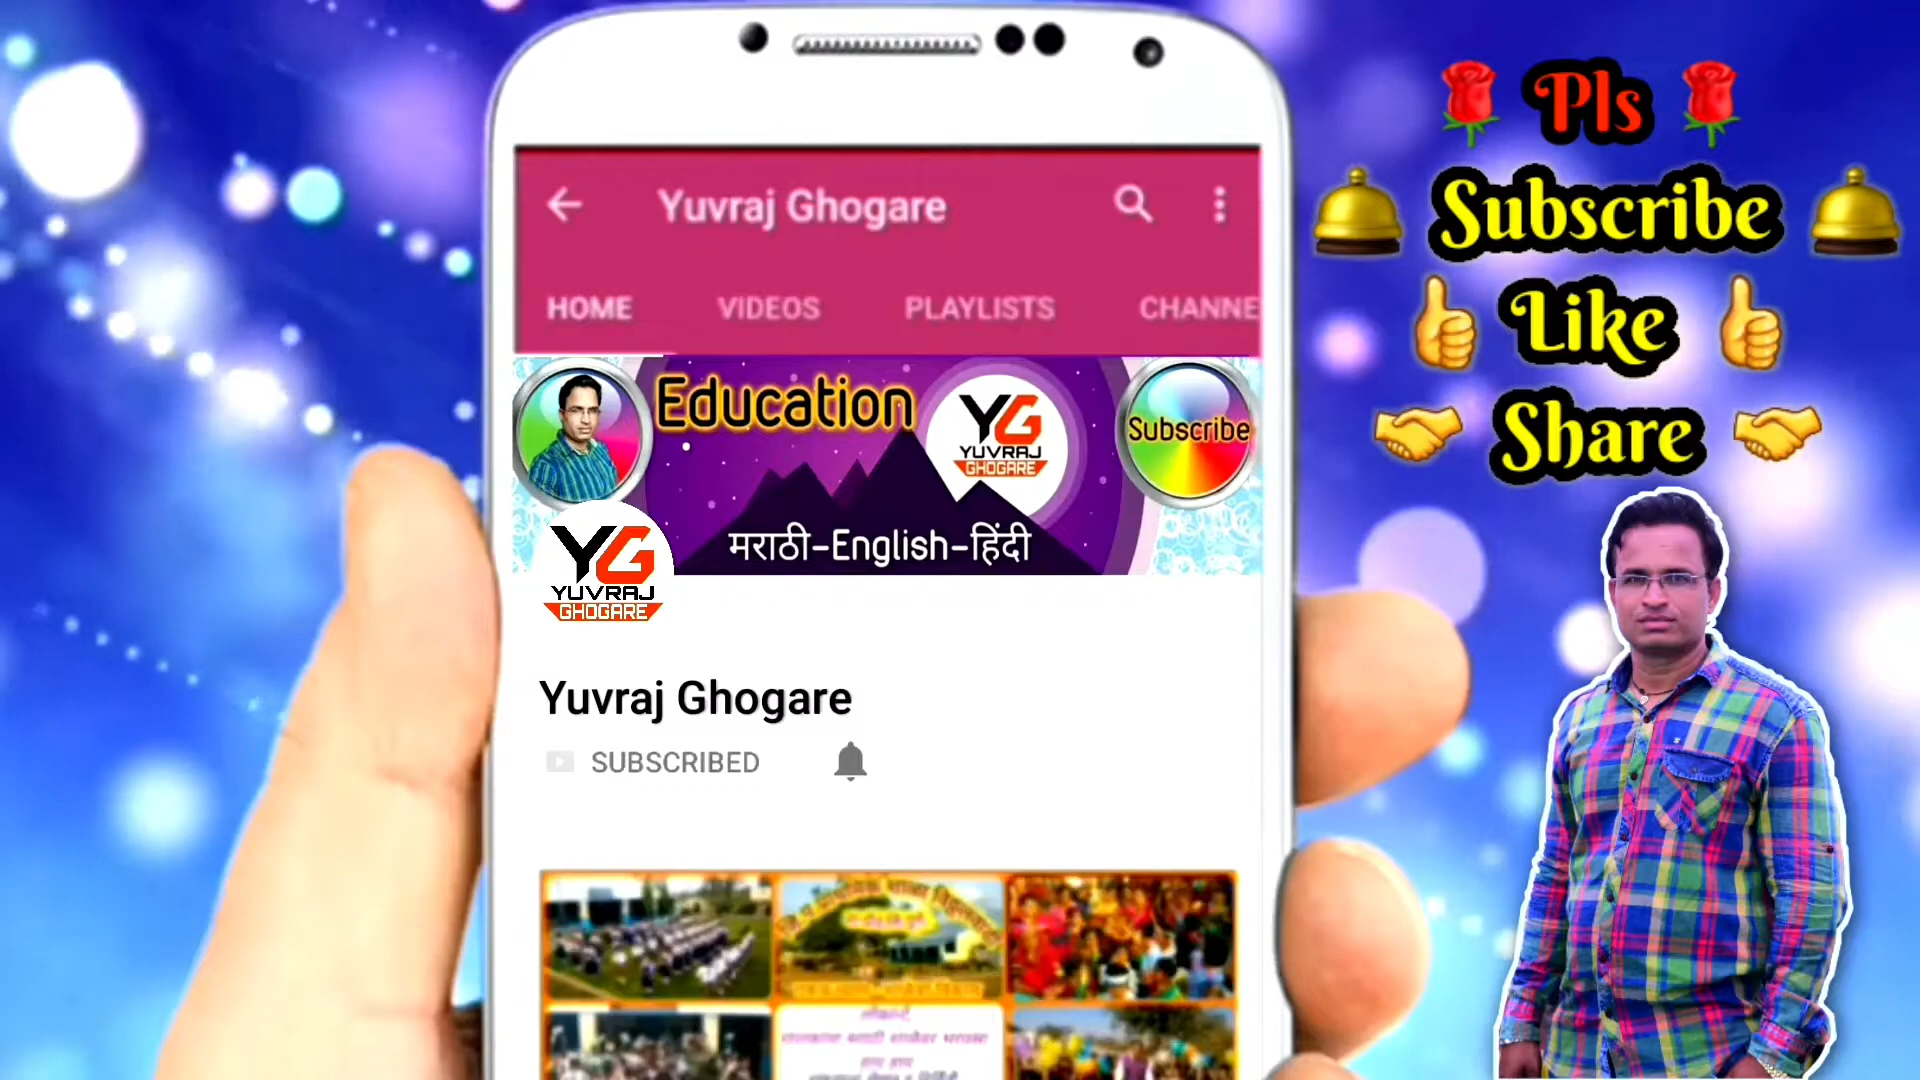 Yuvraj Ghogare
HOME VIDEOS PLAYLISTS CHANNE
Education
YG
YUVRAJ
GHOGARE
Subscribe
मराठी-English-हिंदी
YG
YUVRAJ
GHOGARE
Yuvraj Ghogare
SUBSCRIBED
Pls
Subscribe
Like
Share